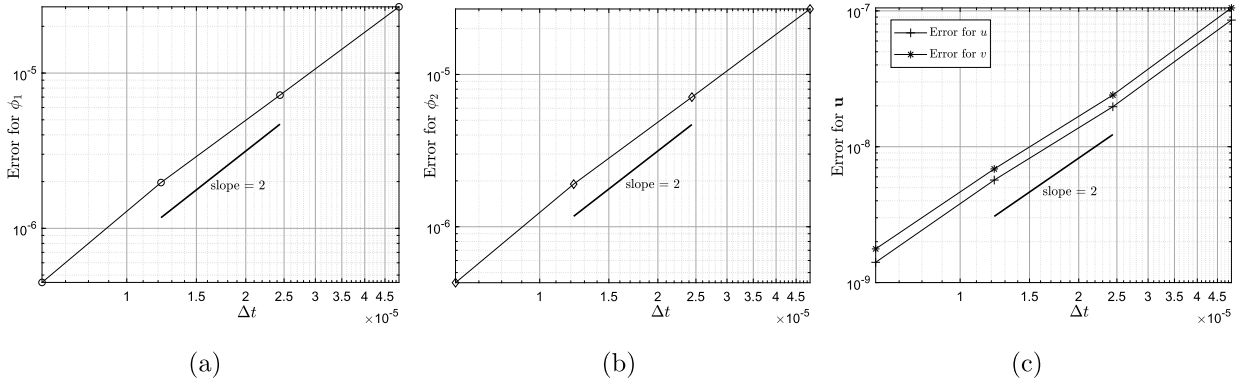 Error for ϕ₁
10⁻⁵
10⁻⁶
slope = 2
1 1.5 2 2.5 3 3.5 4 4.5
Δt
×10⁻⁵
(a)
Error for ϕ₂
10⁻⁵
10⁻⁶
slope = 2
1 1.5 2 2.5 3 3.5 4 4.5
Δt
×10⁻⁵
(b)
Error for u
10⁻⁷
10⁻⁸
10⁻⁹
Error for u
Error for v
slope = 2
1 1.5 2 2.5 3 3.5 4 4.5
Δt
×10⁻⁵
(c)